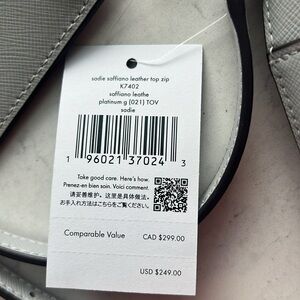 sadie saffiano leather top zip
K7402
saffiano leathe
platinum g (021) TOV
sadie
1 96021 37024 3
Take good care. Here's how.
Prenez-en bien soin. Voici comment.
请妥善维护。这里是具体做法。
お手入れ方法はこちらをご覧ください。
Comparable Value
CAD $299.00
USD $249.00